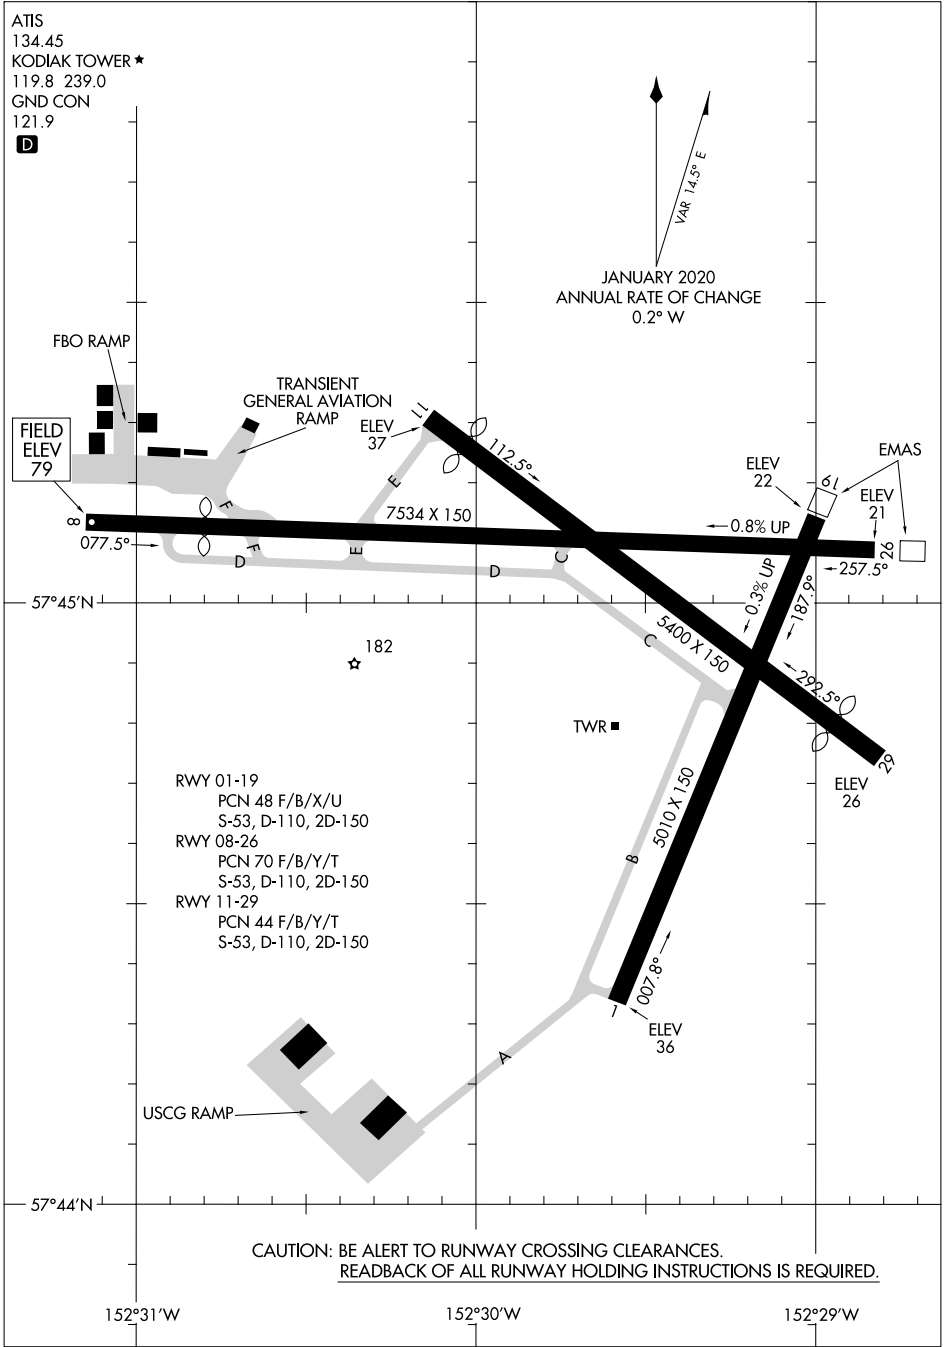 ATIS
134.45
KODIAK TOWER ★
119.8 239.0
GND CON
121.9
D
VAR 14.5° E
JANUARY 2020
ANNUAL RATE OF CHANGE
0.2° W
FBO RAMP
TRANSIENT
GENERAL AVIATION
RAMP
FIELD
ELEV
79
ELEV
37
11
112.5°
ELEV
22
19
EMAS
ELEV
21
E
F
7534 X 150
0.8% UP
8
077.5°
26
257.5°
D
F
E
D
C
57°45'N
0.3% UP
187.9°
182
C
5400 X 150
292.5°
TWR
29
ELEV
26
RWY 01-19
PCN 48 F/B/X/U
S-53, D-110, 2D-150
RWY 08-26
PCN 70 F/B/Y/T
S-53, D-110, 2D-150
RWY 11-29
PCN 44 F/B/Y/T
S-53, D-110, 2D-150
5010 X 150
B
007.8°
1
ELEV
36
A
USCG RAMP
57°44'N
CAUTION: BE ALERT TO RUNWAY CROSSING CLEARANCES.
READBACK OF ALL RUNWAY HOLDING INSTRUCTIONS IS REQUIRED.
152°31'W
152°30'W
152°29'W